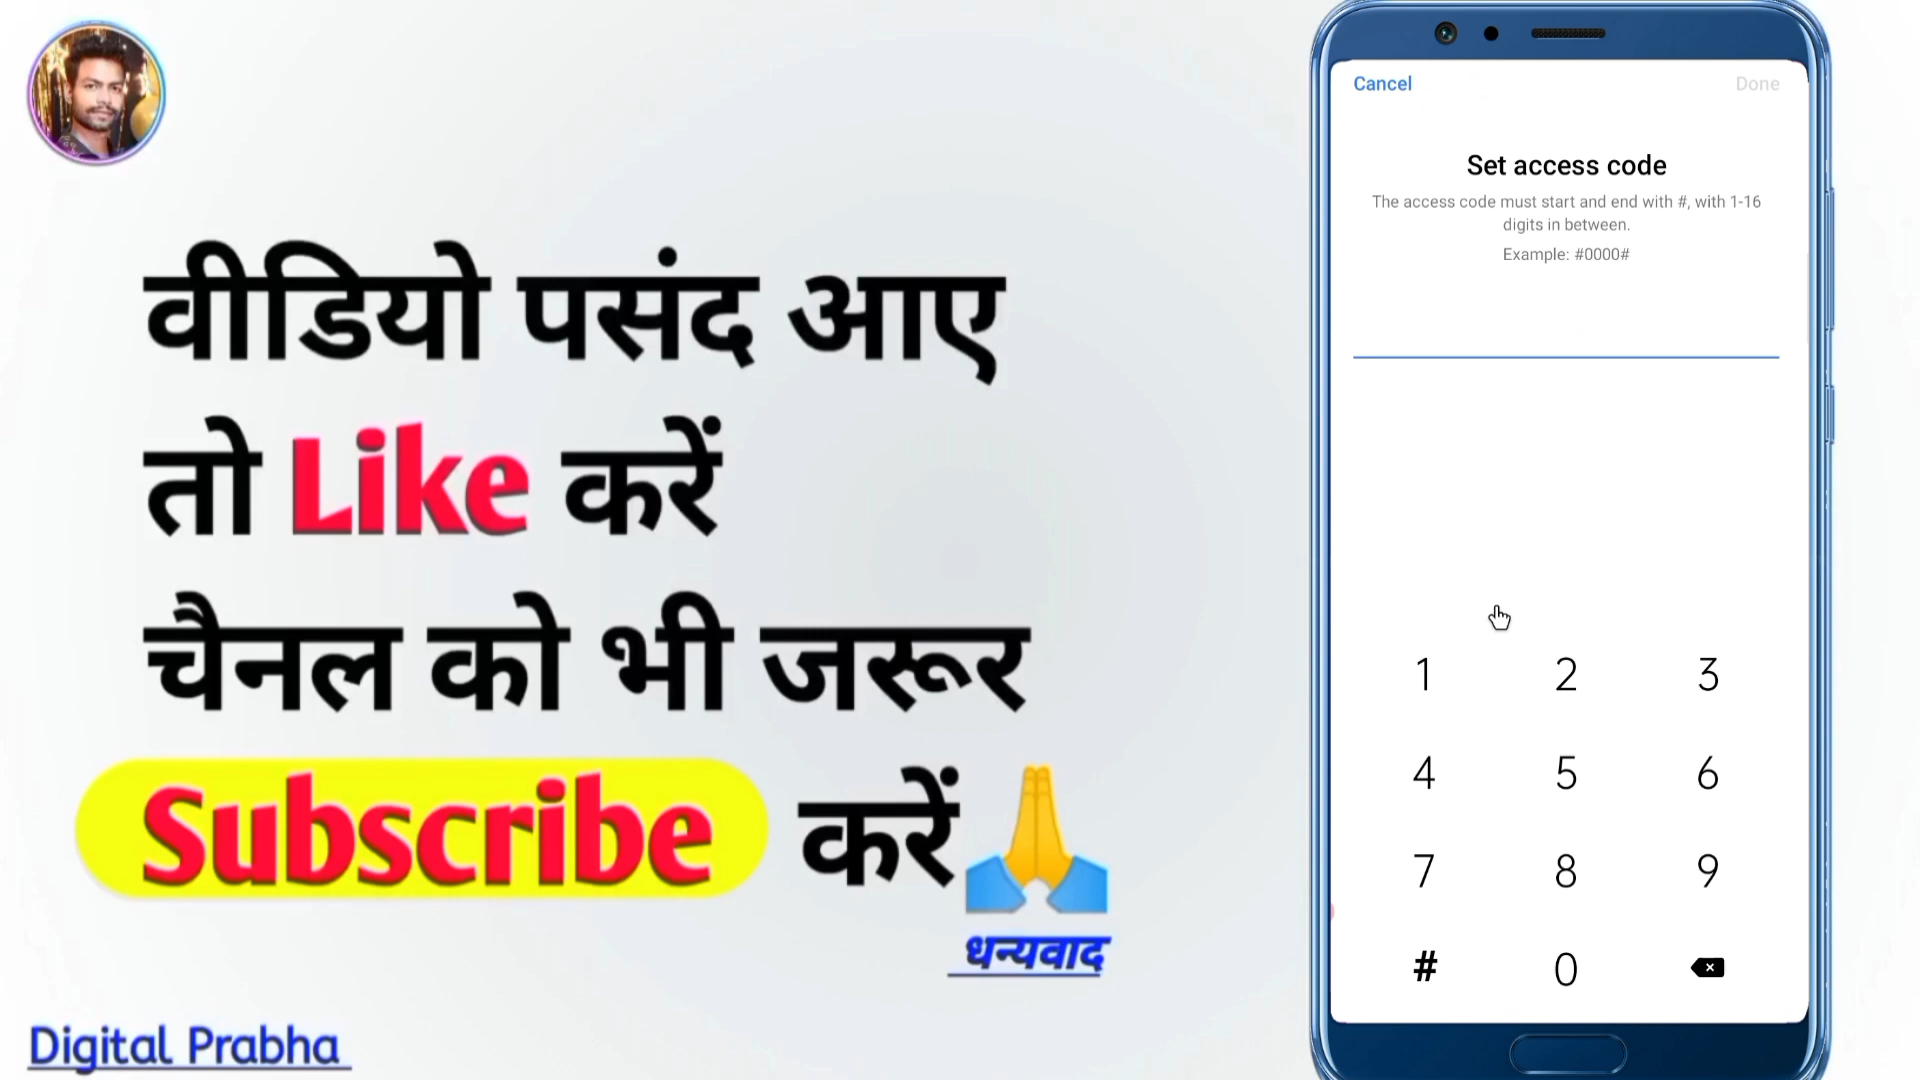 वीडियो पसंद आए
तो Like करें
चैनल को भी जरूर
Subscribe करें
धन्यवाद
Digital Prabha
Cancel Done
Set access code
The access code must start and end with #, with 1-16
digits in between.
Example: #0000#
1 2 3
4 5 6
7 8 9
# 0